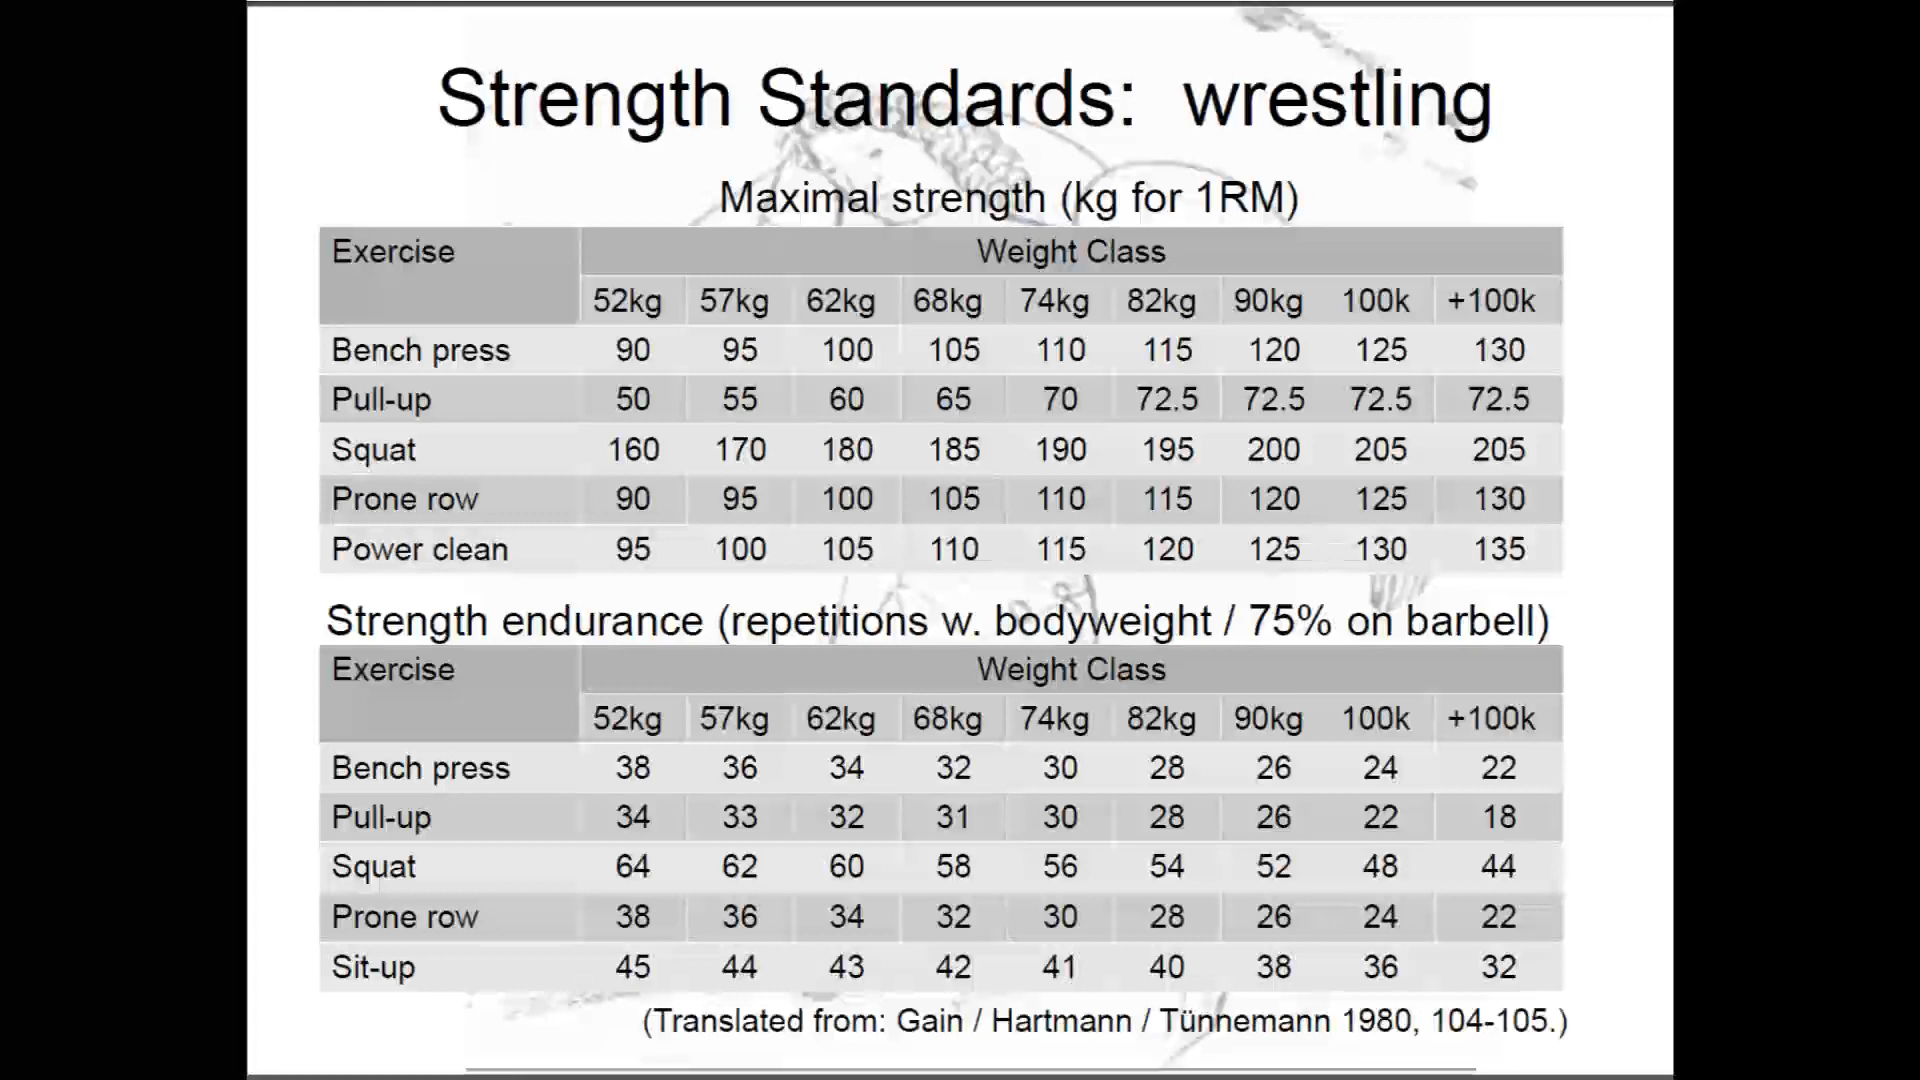 Strength Standards: wrestling
Maximal strength (kg for 1RM)
Exercise Weight Class
52kg 57kg 62kg 68kg 74kg 82kg 90kg 100k +100k
Bench press 90 95 100 105 110 115 120 125 130
Pull-up 50 55 60 65 70 72.5 72.5 72.5 72.5
Squat 160 170 180 185 190 195 200 205 205
Prone row 90 95 100 105 110 115 120 125 130
Power clean 95 100 105 110 115 120 125 130 135
Strength endurance (repetitions w. bodyweight / 75% on barbell)
Exercise Weight Class
52kg 57kg 62kg 68kg 74kg 82kg 90kg 100k +100k
Bench press 38 36 34 32 30 28 26 24 22
Pull-up 34 33 32 31 30 28 26 22 18
Squat 64 62 60 58 56 54 52 48 44
Prone row 38 36 34 32 30 28 26 24 22
Sit-up 45 44 43 42 41 40 38 36 32
(Translated from: Gain / Hartmann / Tünnemann 1980, 104-105.)